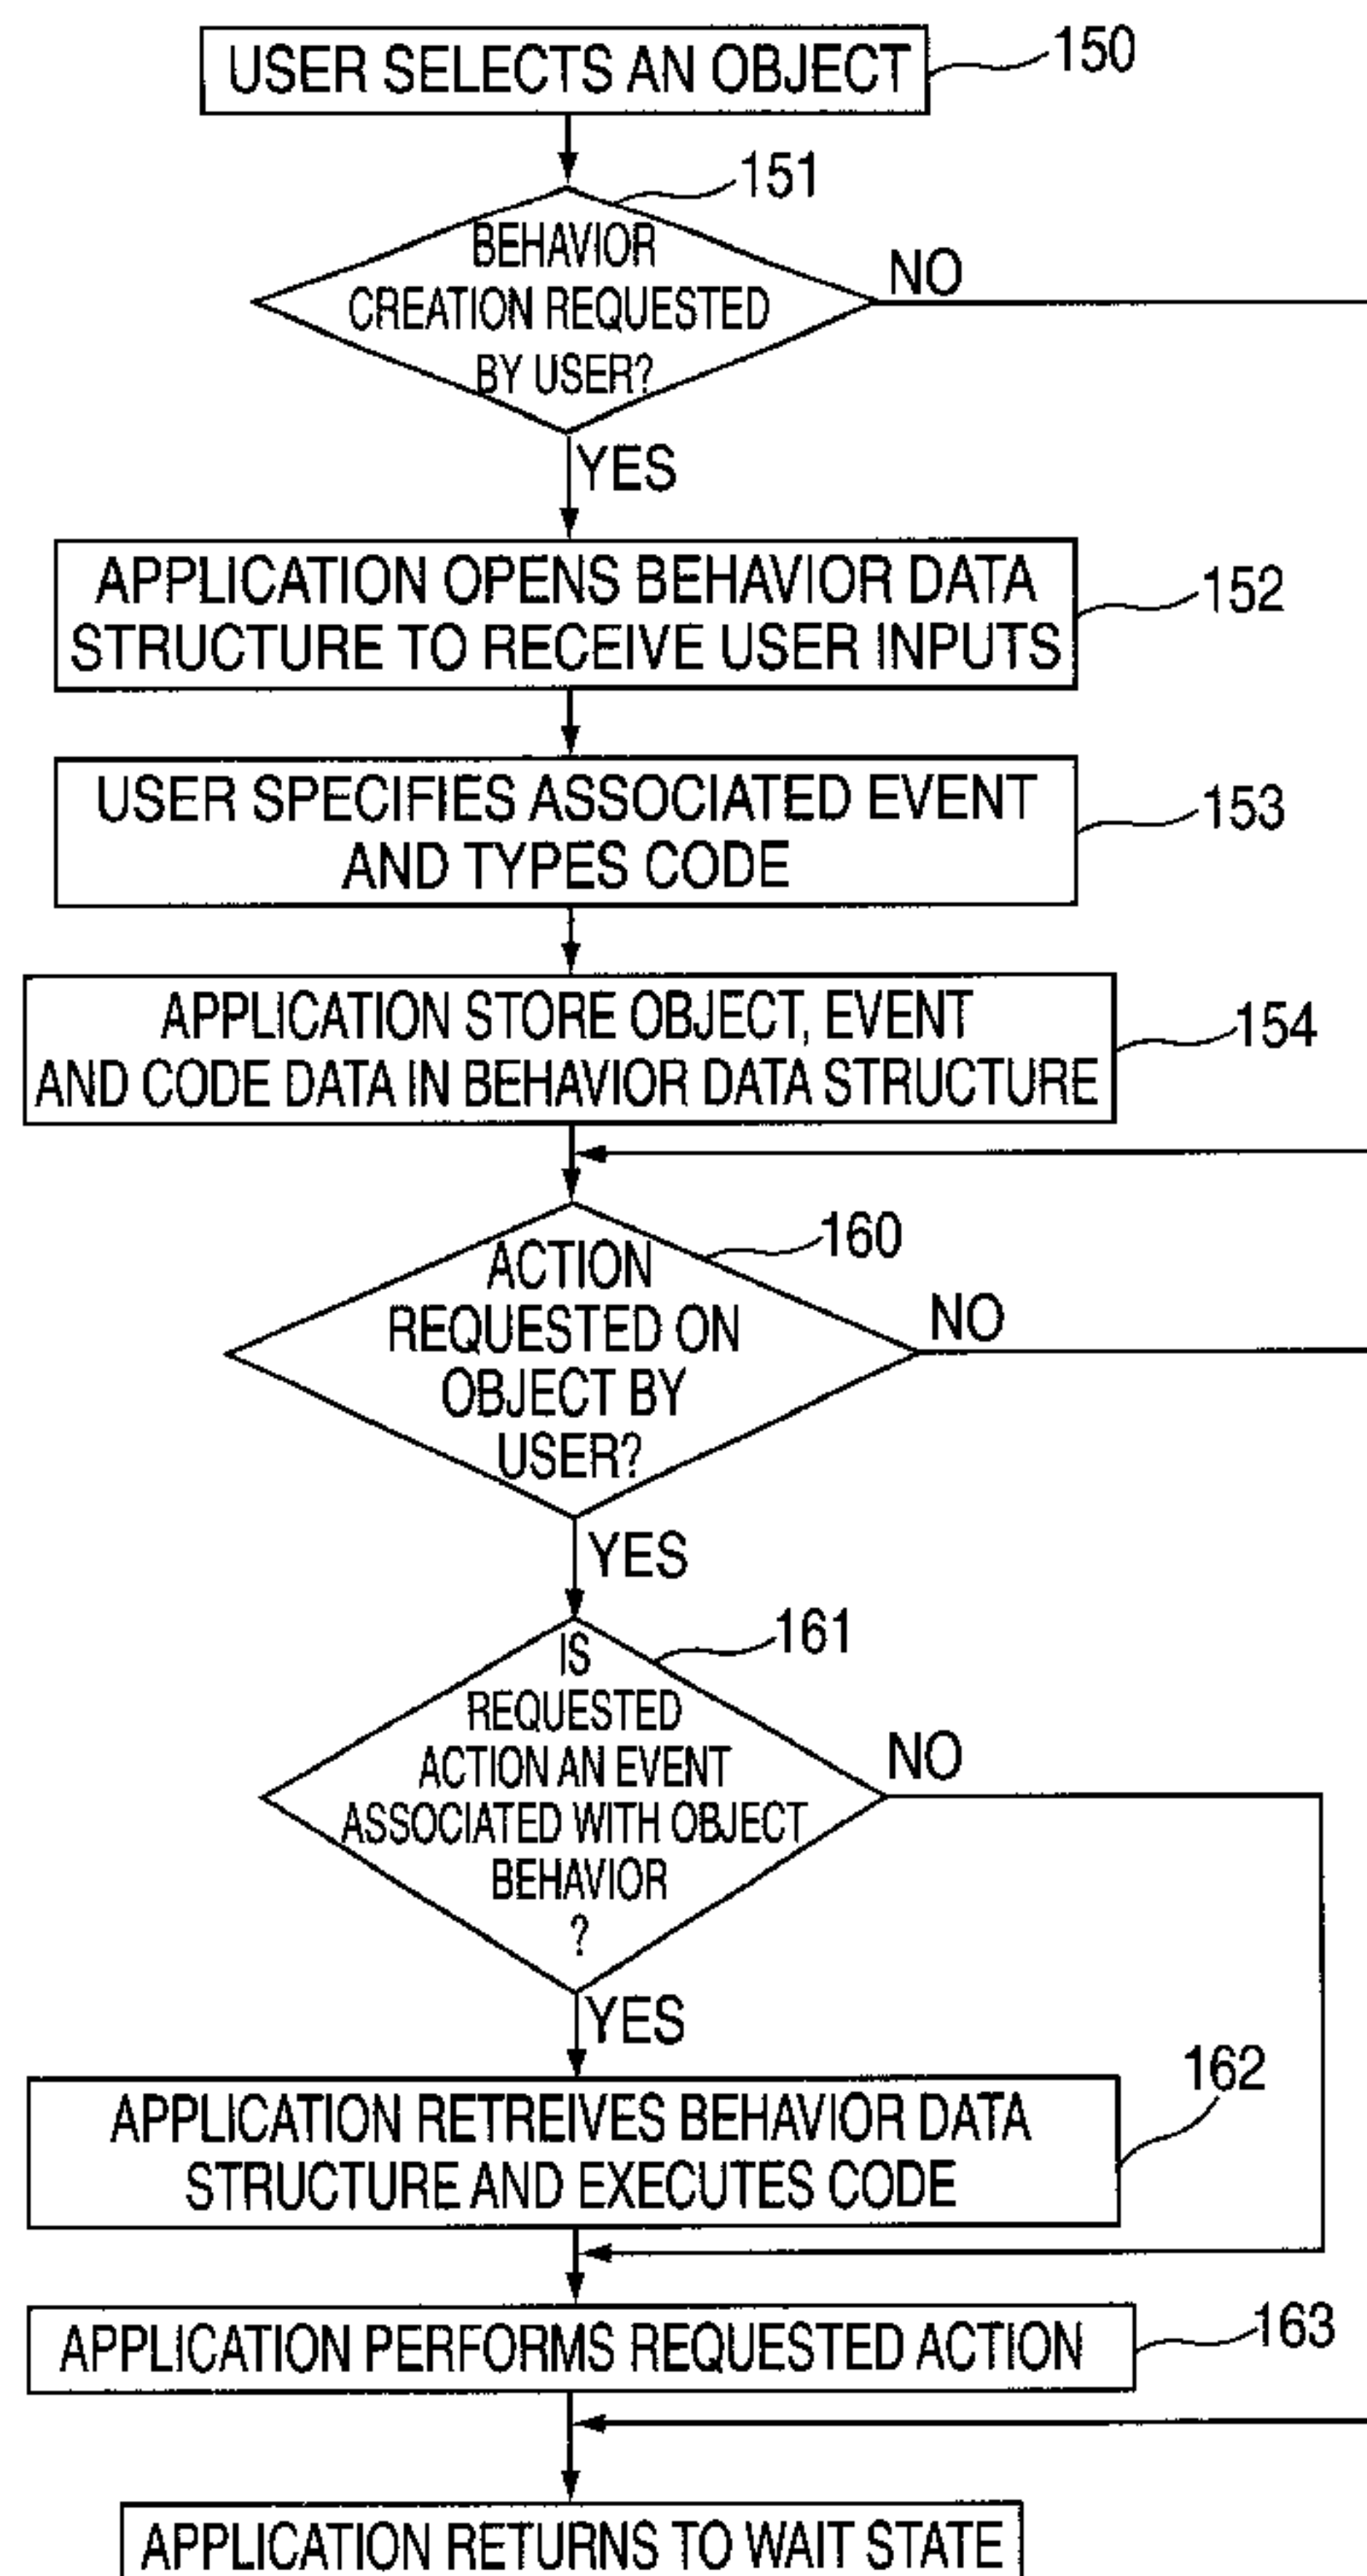 USER SELECTS AN OBJECT
150
151
BEHAVIOR
CREATION REQUESTED
BY USER?
NO
YES
APPLICATION OPENS BEHAVIOR DATA
STRUCTURE TO RECEIVE USER INPUTS
152
USER SPECIFIES ASSOCIATED EVENT
AND TYPES CODE
153
APPLICATION STORE OBJECT, EVENT
AND CODE DATA IN BEHAVIOR DATA STRUCTURE
154
160
ACTION
REQUESTED ON
OBJECT BY
USER?
NO
YES
161
IS
REQUESTED
ACTION AN EVENT
ASSOCIATED WITH OBJECT
BEHAVIOR
?
NO
YES
162
APPLICATION RETREIVES BEHAVIOR DATA
STRUCTURE AND EXECUTES CODE
APPLICATION PERFORMS REQUESTED ACTION
163
APPLICATION RETURNS TO WAIT STATE